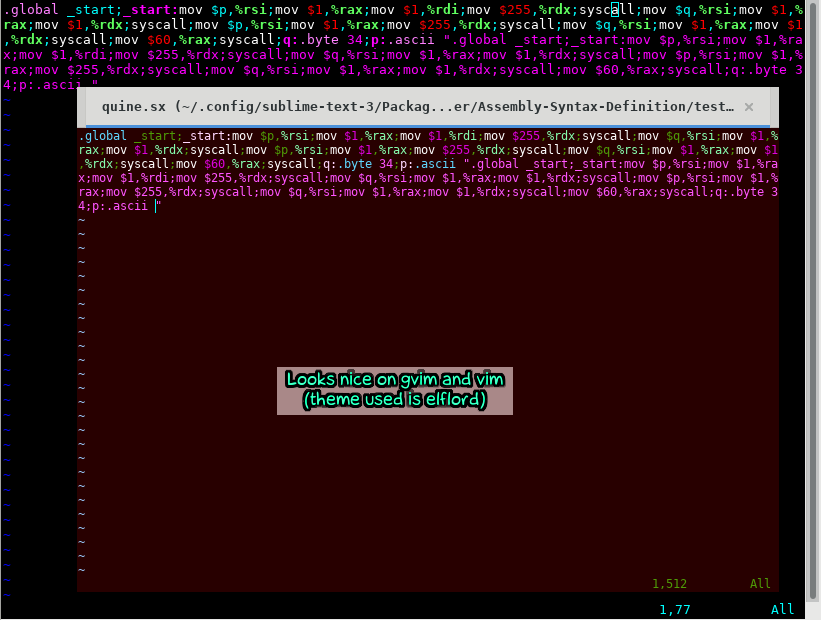 .global _start;_start:mov $p,%rsi;mov $1,%rax;mov $1,%rdi;mov $255,%rdx;syscall;mov $q,%rsi;mov $1,%
rax;mov $1,%rdx;syscall;mov $p,%rsi;mov $1,%rax;mov $255,%rdx;syscall;mov $q,%rsi;mov $1,%rax;mov $1
,%rdx;syscall;mov $60,%rax;syscall;q:.byte 34;p:.ascii ".global _start;_start:mov $p,%rsi;mov $1,%ra
x;mov $1,%rdi;mov $255,%rdx;syscall;mov $q,%rsi;mov $1,%rax;mov $1,%rdx;syscall;mov $p,%rsi;mov $1,%
rax;mov $255,%rdx;syscall;mov $q,%rsi;mov $1,%rax;mov $1,%rdx;syscall;mov $60,%rax;syscall;q:.byte 3
4;p:.ascii "
quine.sx (~/.config/sublime-text-3/Packag...er/Assembly-Syntax-Definition/test… ×
.global _start;_start:mov $p,%rsi;mov $1,%rax;mov $1,%rdi;mov $255,%rdx;syscall;mov $q,%rsi;mov $1,%
rax;mov $1,%rdx;syscall;mov $p,%rsi;mov $1,%rax;mov $255,%rdx;syscall;mov $q,%rsi;mov $1,%rax;mov $1
,%rdx;syscall;mov $60,%rax;syscall;q:.byte 34;p:.ascii ".global _start;_start:mov $p,%rsi;mov $1,%ra
x;mov $1,%rdi;mov $255,%rdx;syscall;mov $q,%rsi;mov $1,%rax;mov $1,%rdx;syscall;mov $p,%rsi;mov $1,%
rax;mov $255,%rdx;syscall;mov $q,%rsi;mov $1,%rax;mov $1,%rdx;syscall;mov $60,%rax;syscall;q:.byte 3
4;p:.ascii "
Looks nice on gvim and vim
(theme used is elflord)
1,512 All
1,77 All